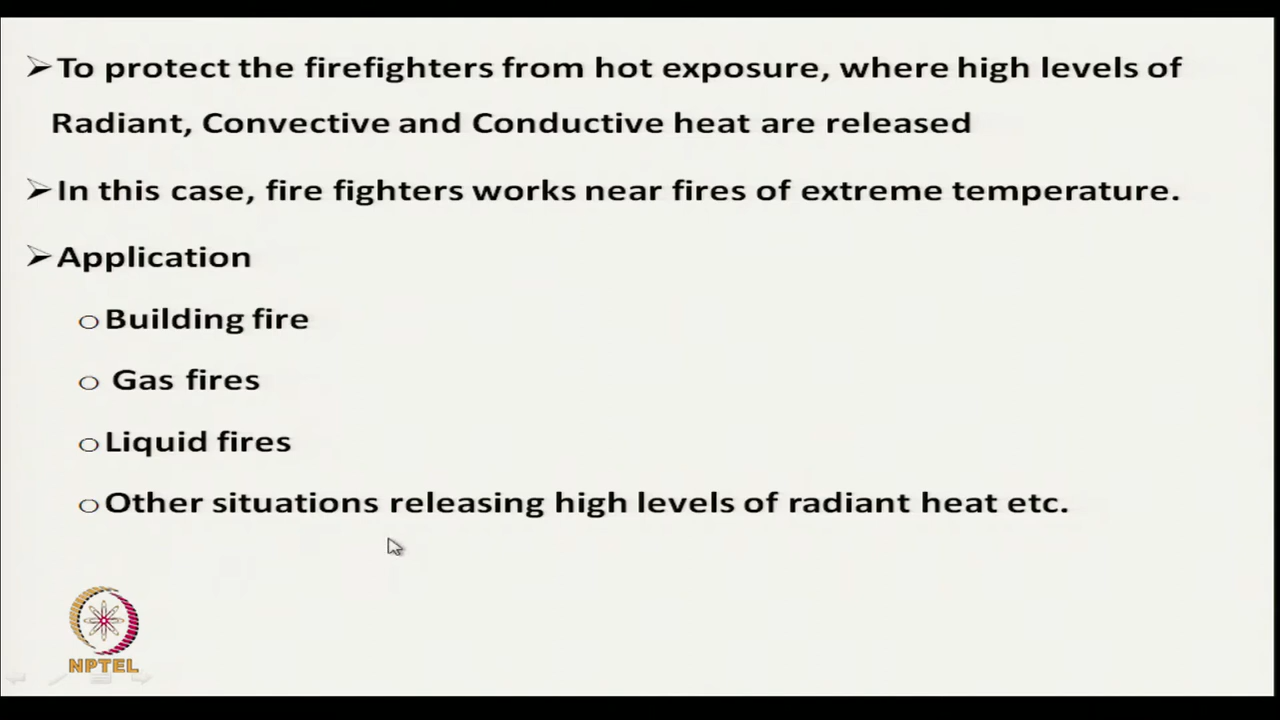 ➢To protect the firefighters from hot exposure, where high levels of
Radiant, Convective and Conductive heat are released
➢In this case, fire fighters works near fires of extreme temperature.
➢Application
○Building fire
○ Gas fires
○Liquid fires
○Other situations releasing high levels of radiant heat etc.
NPTEL